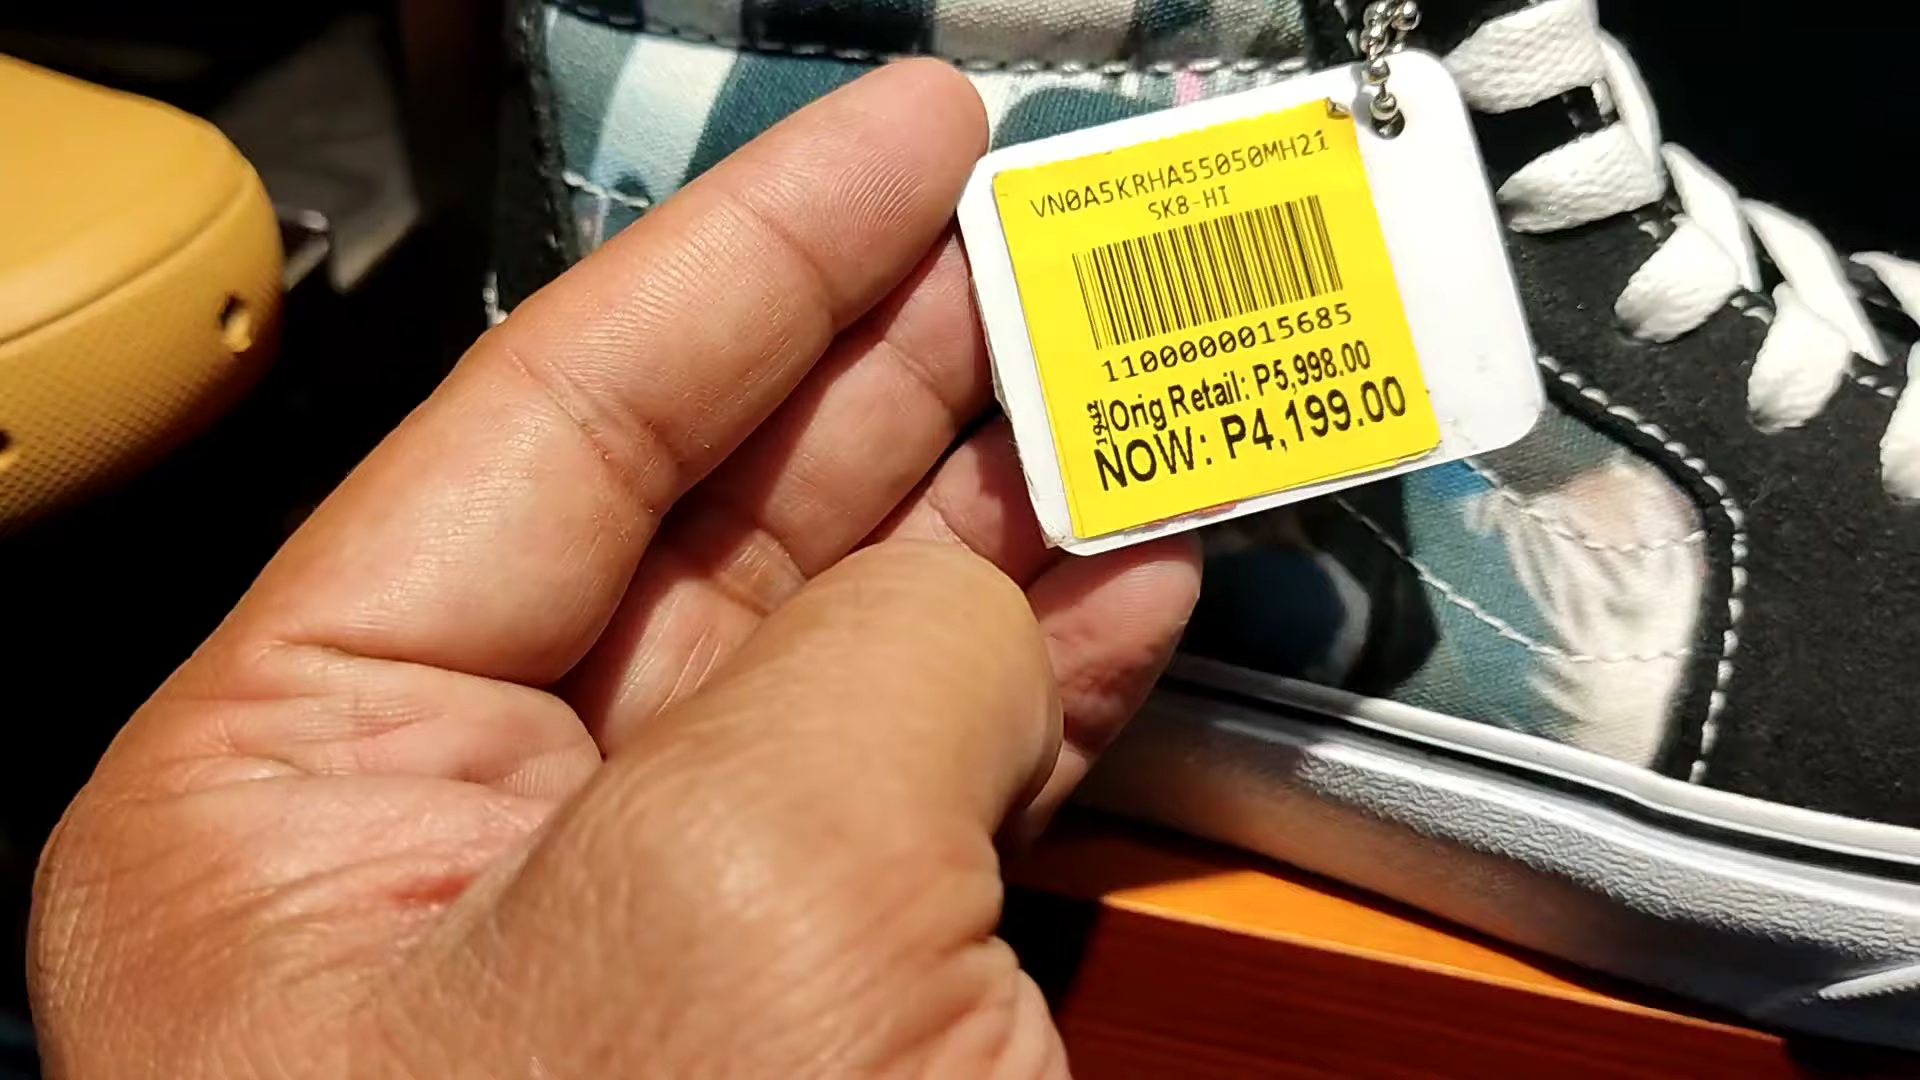 VN0A5KRHA55050MH21
SK8-HI
1100000015685
Orig Retail: P5,998.00
NOW: P4,199.00